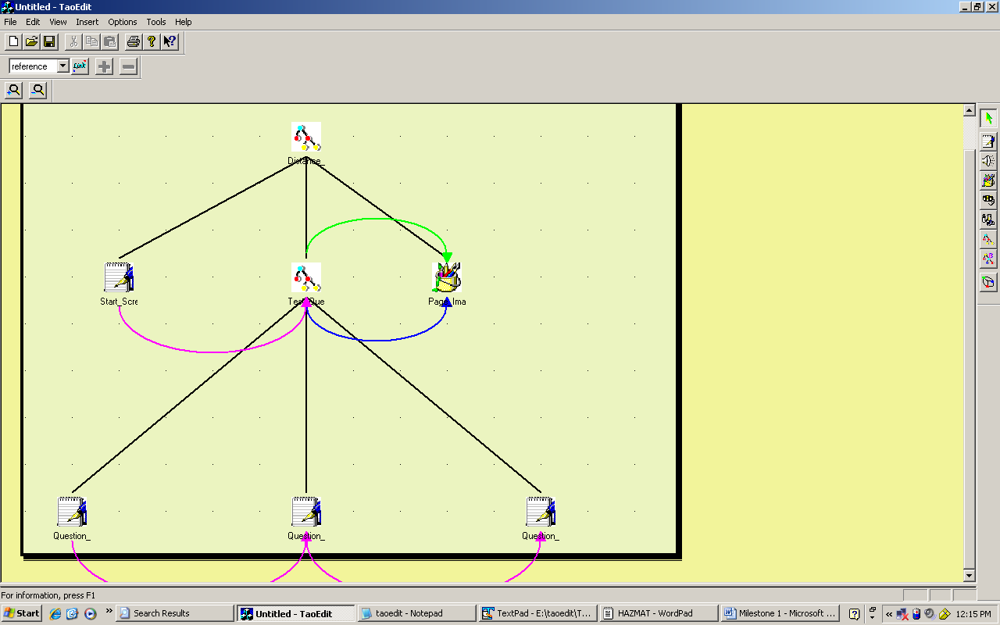 Untitled - TaoEdit
File Edit View Insert Options Tools Help
reference Link
Distance_
Start_Scre Test_Que Page_Ima
Question_ Question_ Question_
For information, press F1
Start » Search Results Untitled - TaoEdit taoedit - Notepad TextPad - E:\taoedit\T... HAZMAT - WordPad Milestone 1 - Microsoft ... « 12:15 PM